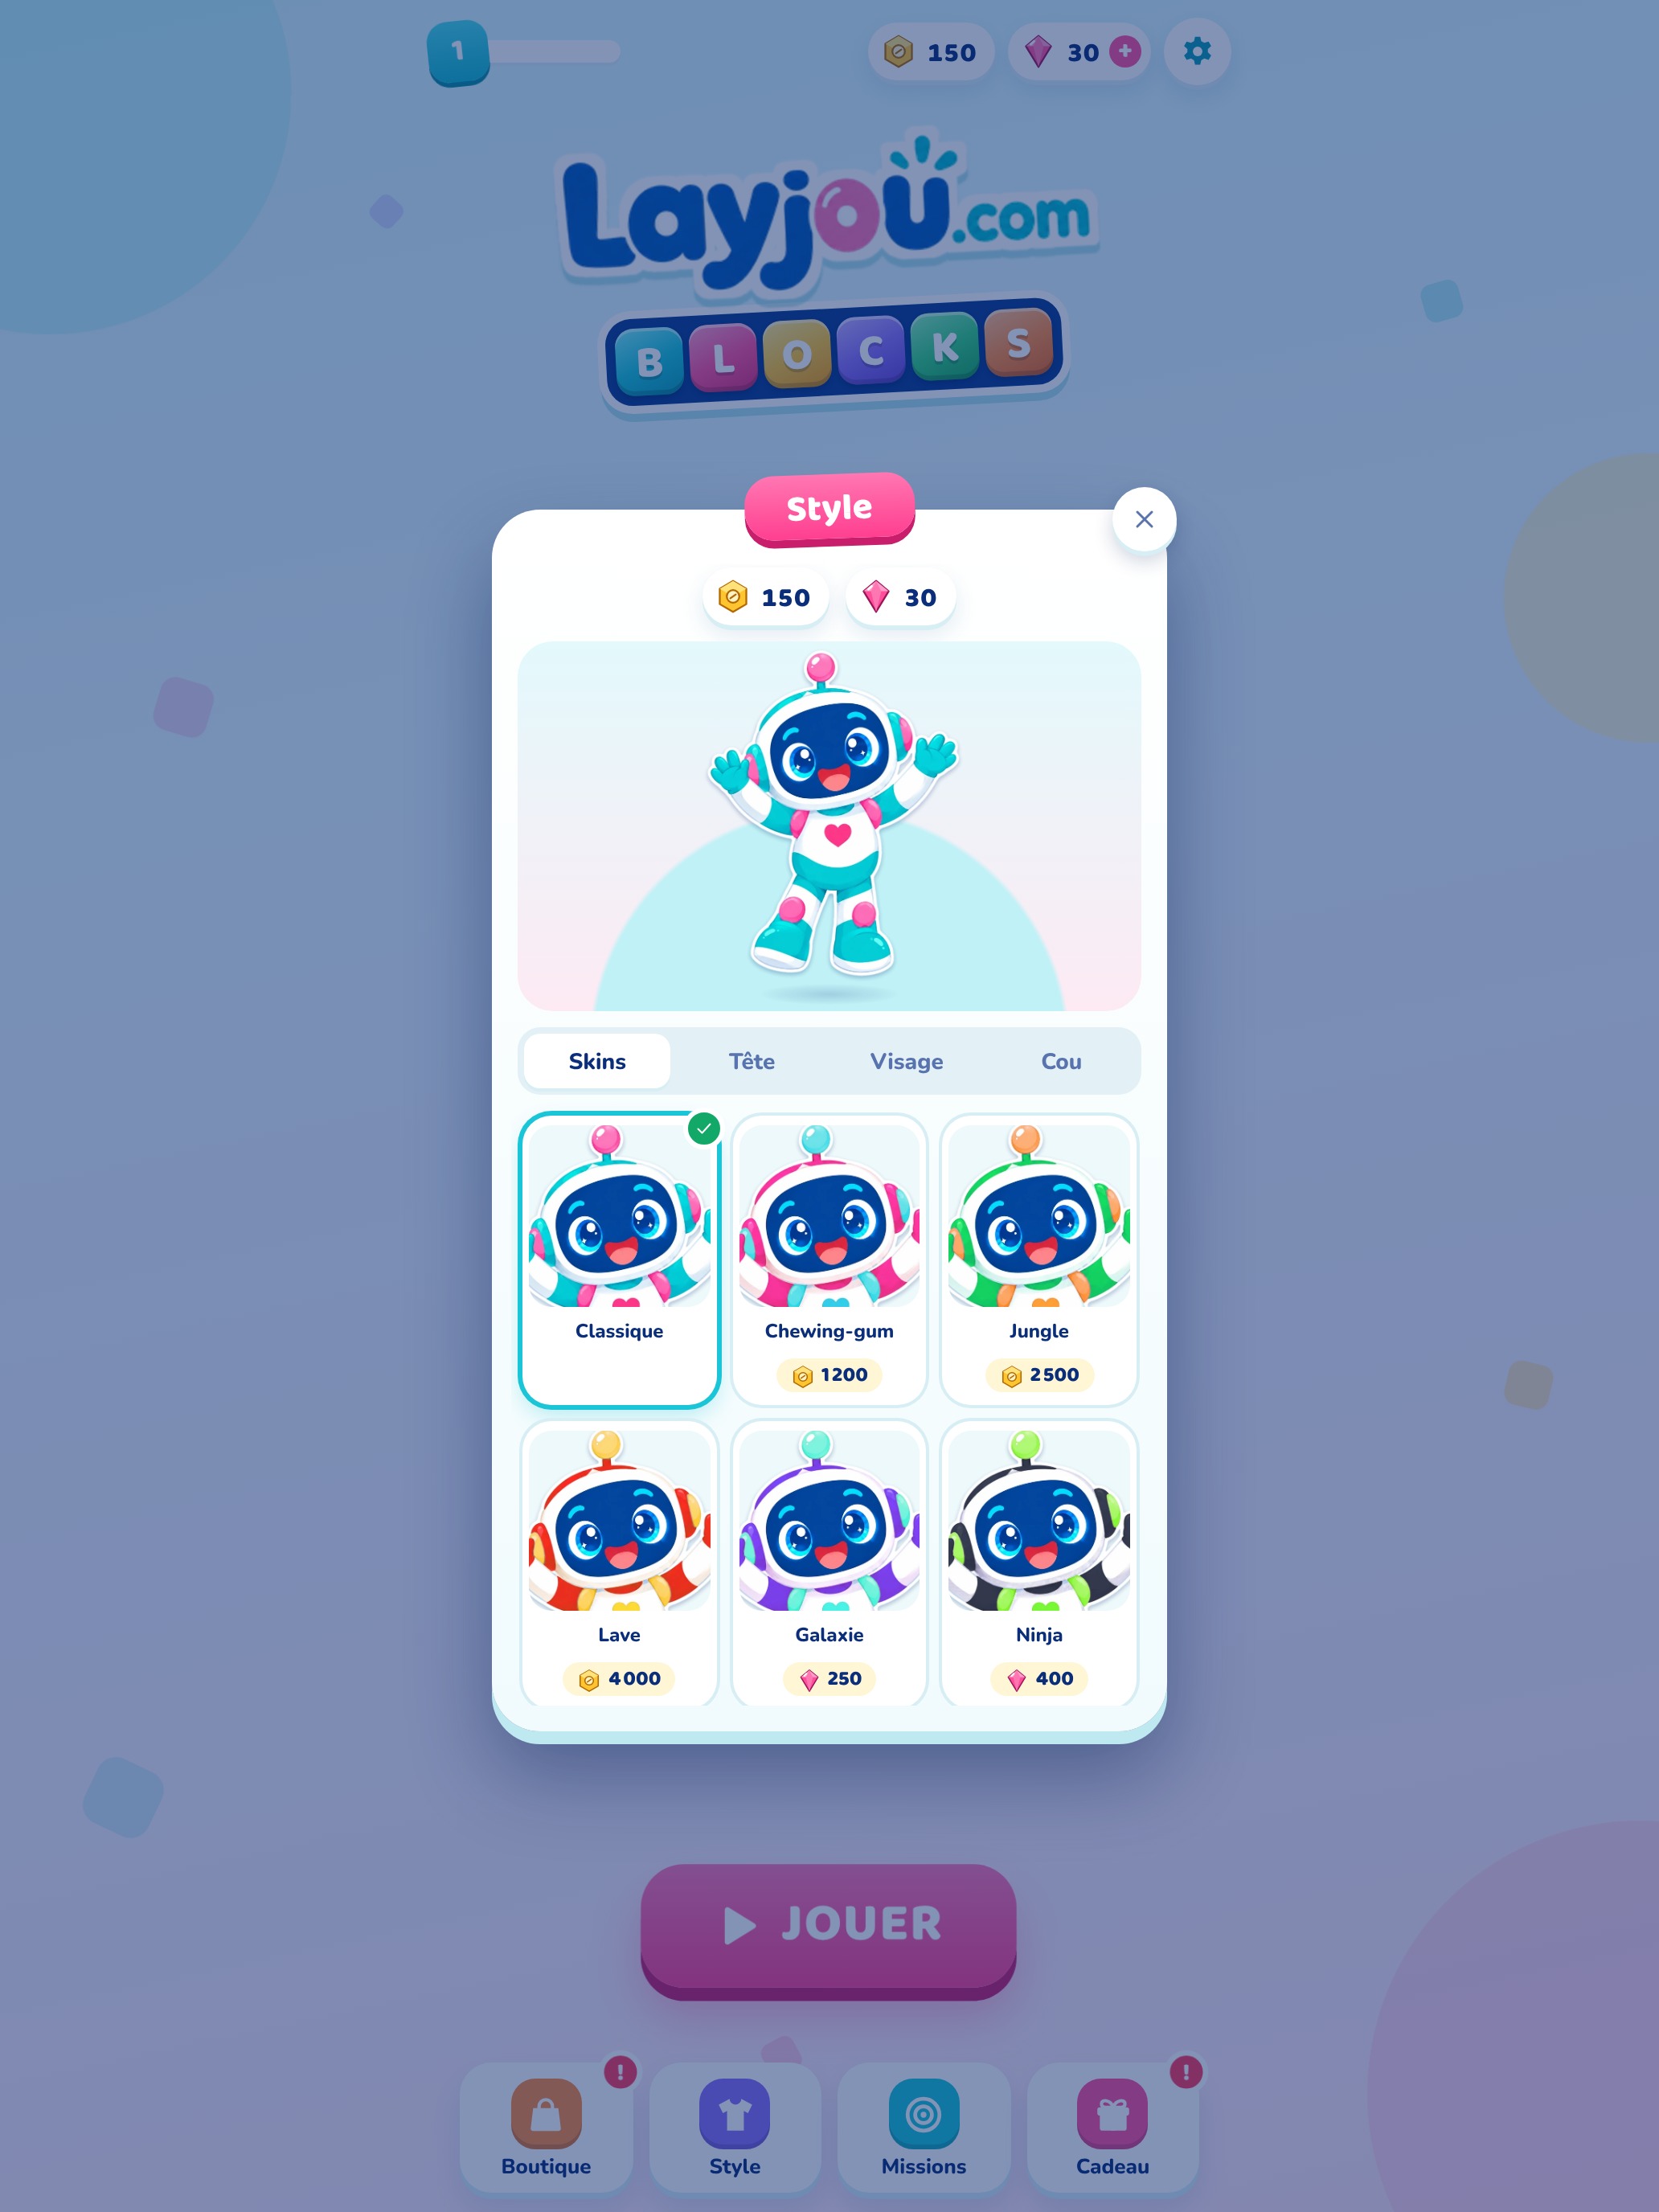 1
150
30
Layjou.com
BLOCKS
Style
150
30
Skins
Tête
Visage
Cou
Classique
Chewing-gum
Jungle
1200
2500
Lave
Galaxie
Ninja
4000
250
400
JOUER
!
!
Boutique
Style
Missions
Cadeau